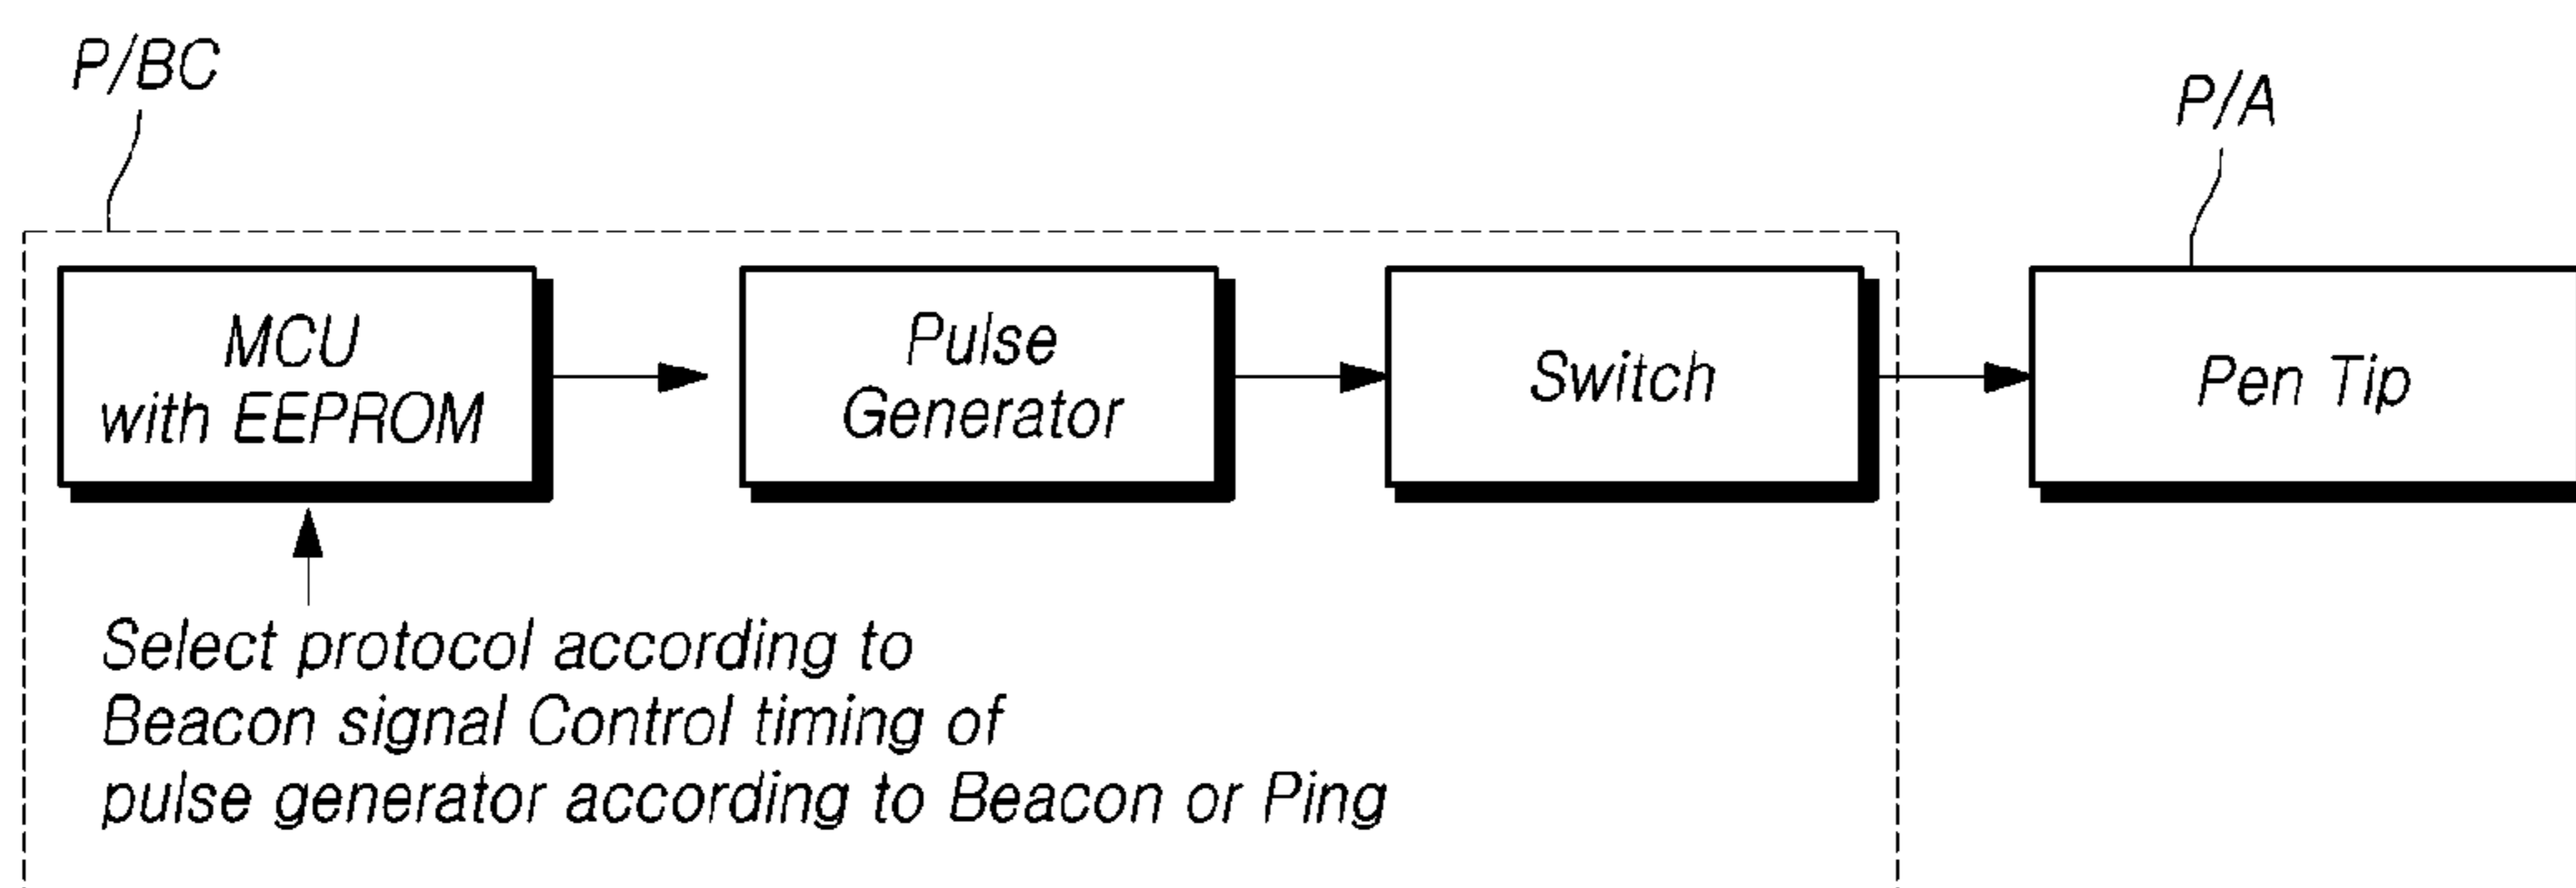 P/BC
P/A
MCU
with EEPROM
Pulse
Generator
Switch
Pen Tip
Select protocol according to
Beacon signal Control timing of
pulse generator according to Beacon or Ping